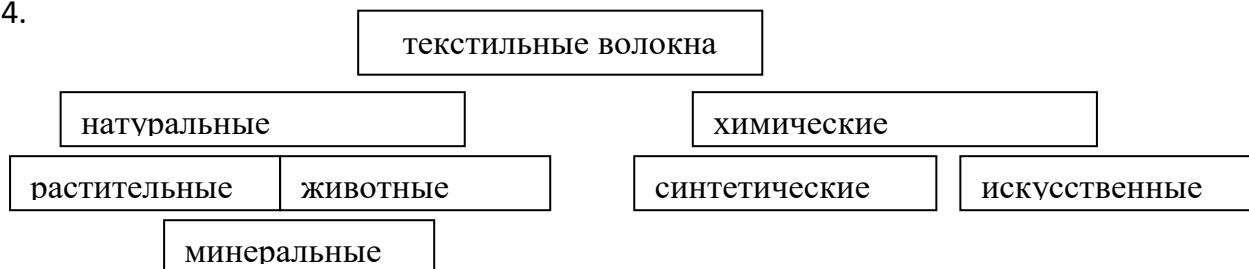 4.
текстильные волокна
натуральные химические
растительные животные синтетические искусственные
минеральные